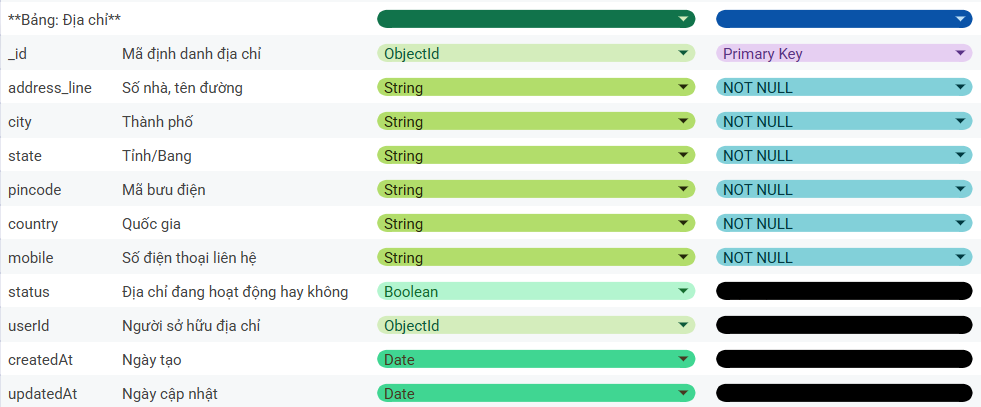 **Bảng: Địa chỉ**
_id Mã định danh địa chỉ ObjectId Primary Key
address_line Số nhà, tên đường String NOT NULL
city Thành phố String NOT NULL
state Tỉnh/Bang String NOT NULL
pincode Mã bưu điện String NOT NULL
country Quốc gia String NOT NULL
mobile Số điện thoại liên hệ String NOT NULL
status Địa chỉ đang hoạt động hay không Boolean
userId Người sở hữu địa chỉ ObjectId
createdAt Ngày tạo Date
updatedAt Ngày cập nhật Date